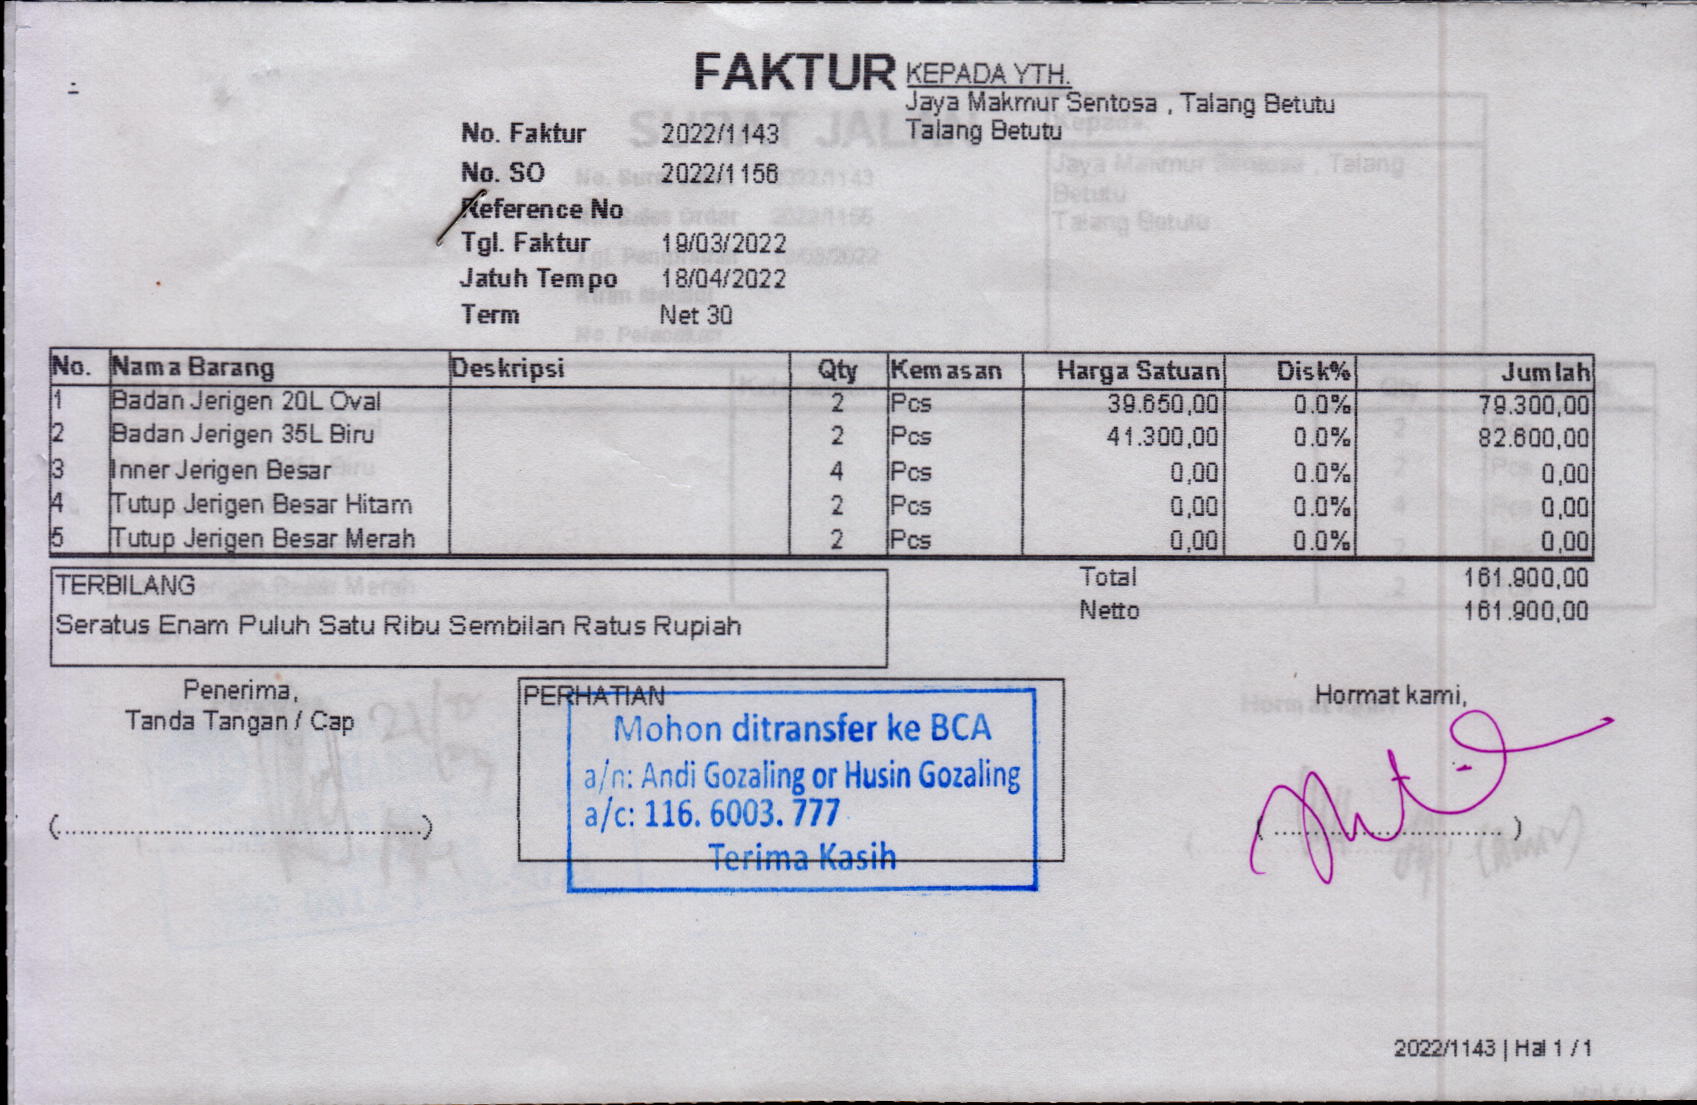 FAKTUR
KEPADA YTH.
Jaya Makmur Sentosa , Talang Betutu
Talang Betutu
No. Faktur 2022/1143
No. SO 2022/1156
Reference No
Tgl. Faktur 19/03/2022
Jatuh Tempo 18/04/2022
Term Net 30
No. Nama Barang Deskripsi Qty Kemasan Harga Satuan Disk% Jumlah
1 Badan Jerigen 20L Oval 2 Pcs 39.650,00 0.0% 79.300,00
2 Badan Jerigen 35L Biru 2 Pcs 41.300,00 0.0% 82.600,00
3 Inner Jerigen Besar 4 Pcs 0,00 0.0% 0,00
4 Tutup Jerigen Besar Hitam 2 Pcs 0,00 0.0% 0,00
5 Tutup Jerigen Besar Merah 2 Pcs 0,00 0.0% 0,00
TERBILANG
Seratus Enam Puluh Satu Ribu Sembilan Ratus Rupiah
Total 161.900,00
Netto 161.900,00
Penerima,
Tanda Tangan / Cap
PERHATIAN
Mohon ditransfer ke BCA
a/n: Andi Gozaling or Husin Gozaling
a/c: 116. 6003. 777
Terima Kasih
Hormat kami,
2022/1143 | Hal 1 / 1